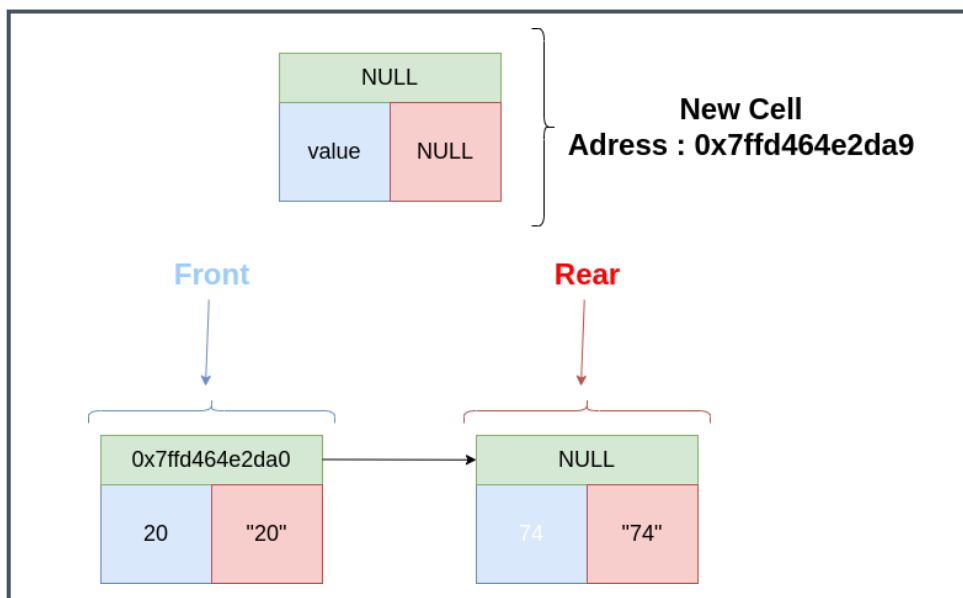 NULL
value
NULL
New Cell
Adress : 0x7ffd464e2da9
Front
Rear
0x7ffd464e2da0
NULL
20
"20"
74
"74"